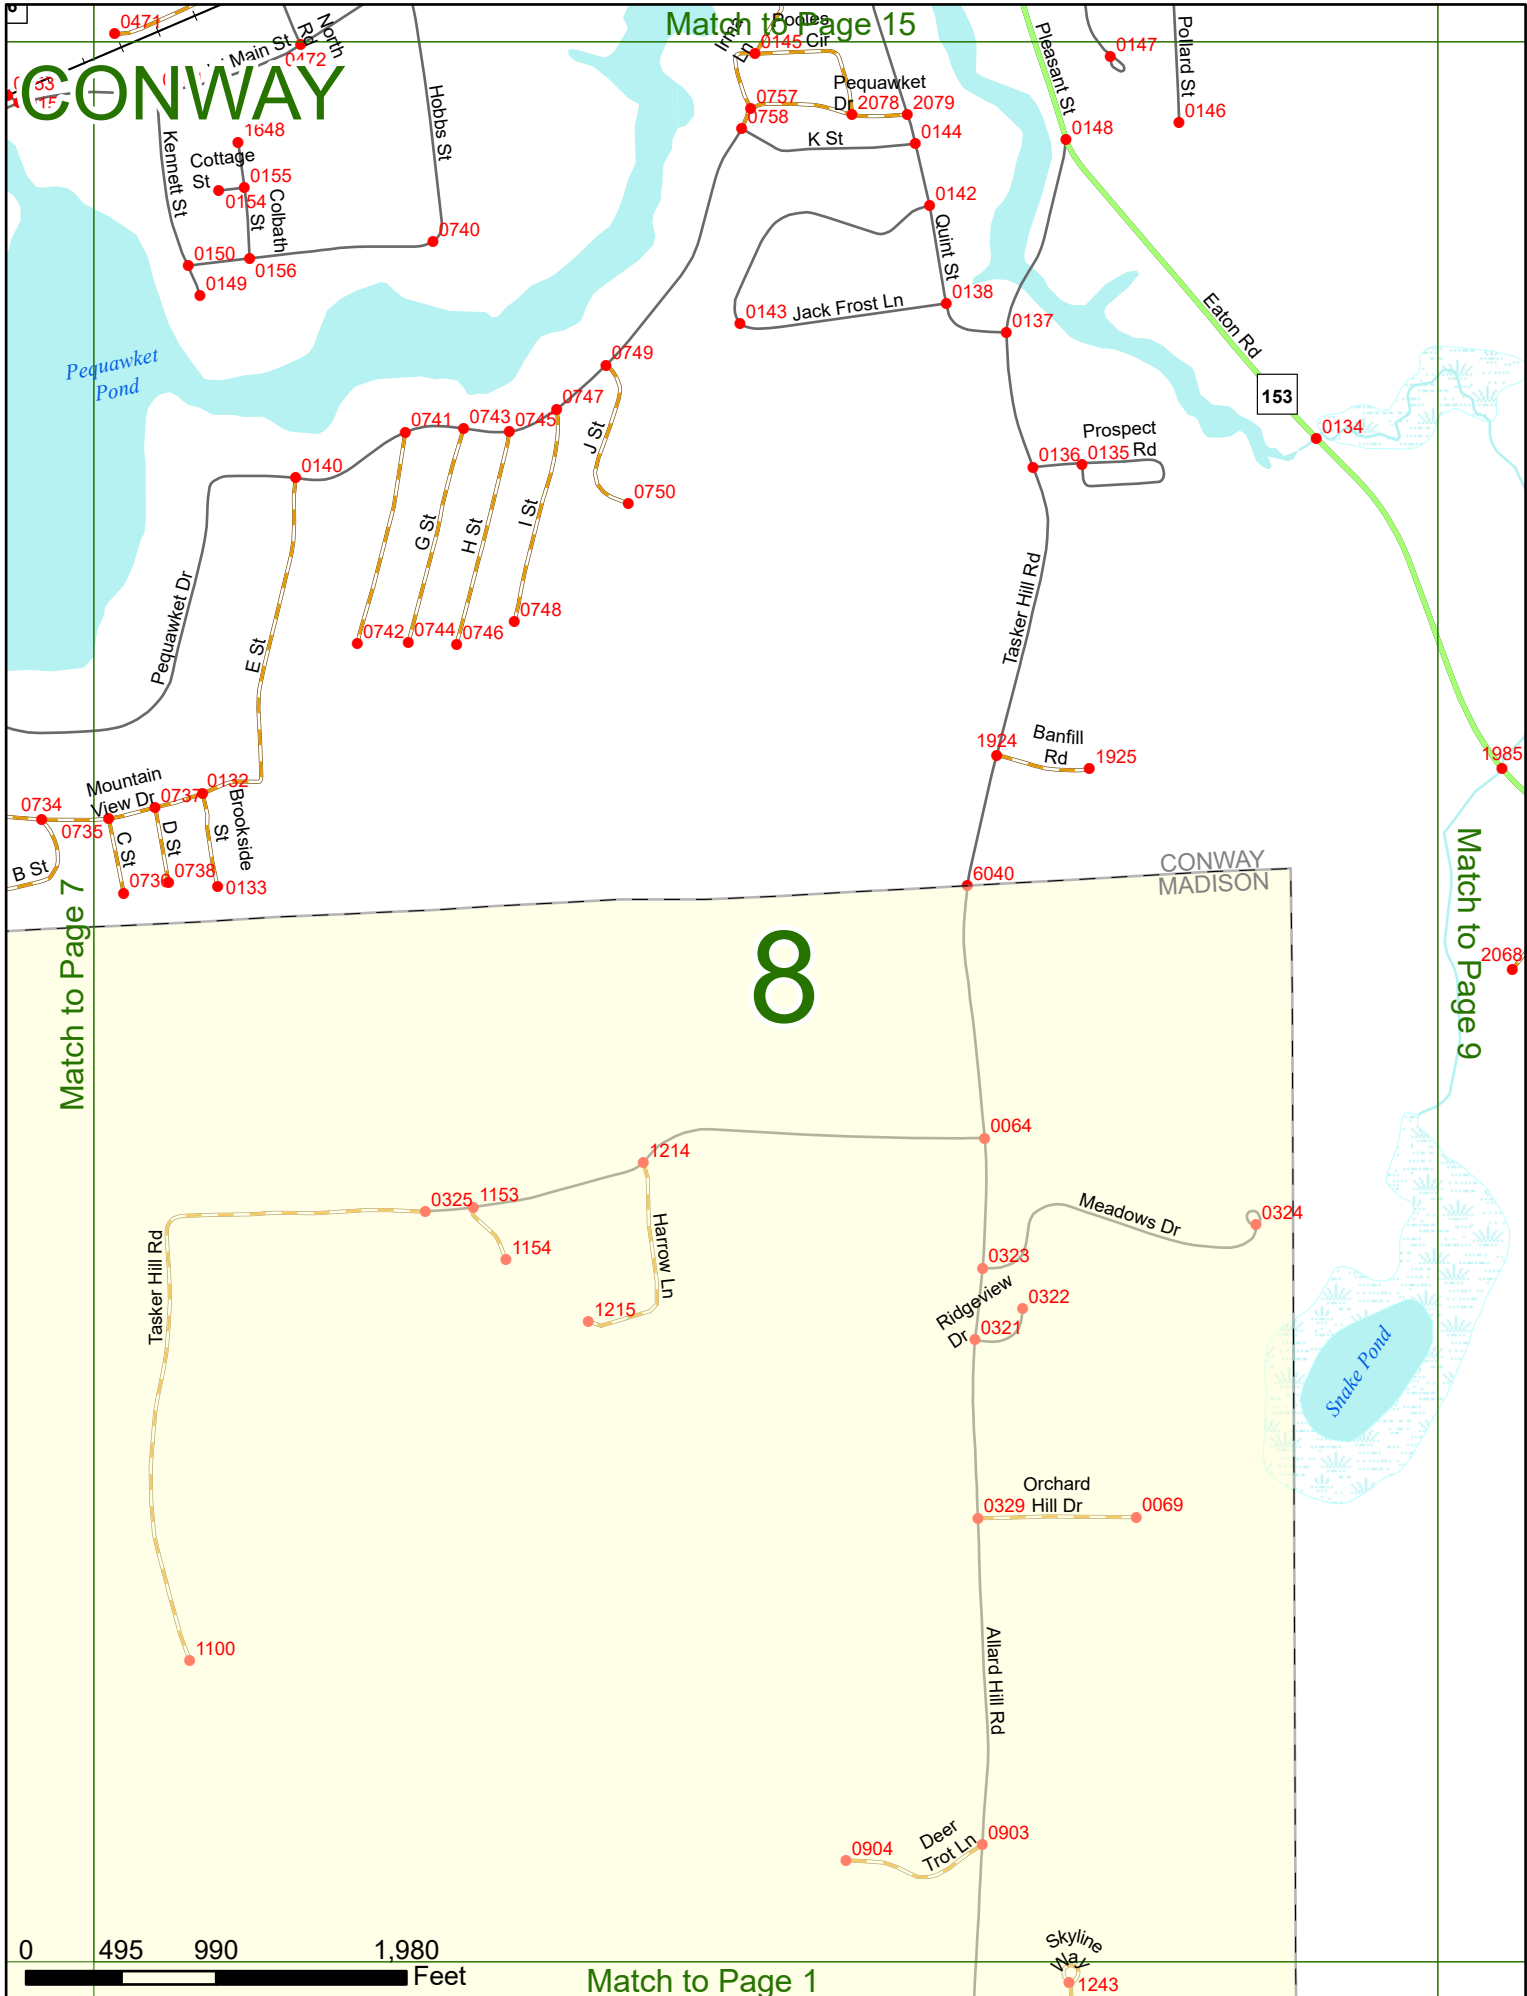 Match to Page 15
CONWAY
0471
Main St
North
Rd
0472
Hobbs St
Irma
Ln
Pooles
Cir
0145
Pequawket
Dr
0757
0758
2078
2079
K St
0144
Pleasant St
0147
Pollard St
0146
0148
Kennett St
1648
Cottage
St
0155
0154
Colbath
St
0740
0150
0156
0149
0142
Quint St
0138
0143
Jack Frost Ln
0137
Eaton Rd
153
0134
Pequawket
Pond
0749
0747
0741
0743
0745
J St
0140
0750
Prospect
Rd
0136
0135
G St
H St
I St
0748
0742
0744
0746
Pequawket Dr
E St
Tasker Hill Rd
1924
Banfill
Rd
1925
1985
Mountain
View Dr
0734
0735
0737
0132
Brookside
St
C St
D St
B St
0738
0133
6040
CONWAY
MADISON
Match to Page 7
8
Match to Page 9
2068
0064
1214
0325
1153
1154
Harrow Ln
1215
Tasker Hill Rd
Meadows Dr
0324
0323
Ridgeview
Dr
0322
0321
Snake Pond
Orchard
Hill Dr
0329
0069
1100
Allard Hill Rd
Deer
Trot Ln
0903
0904
Skyline
Way
1243
0
495
990
1,980
Feet
Match to Page 1